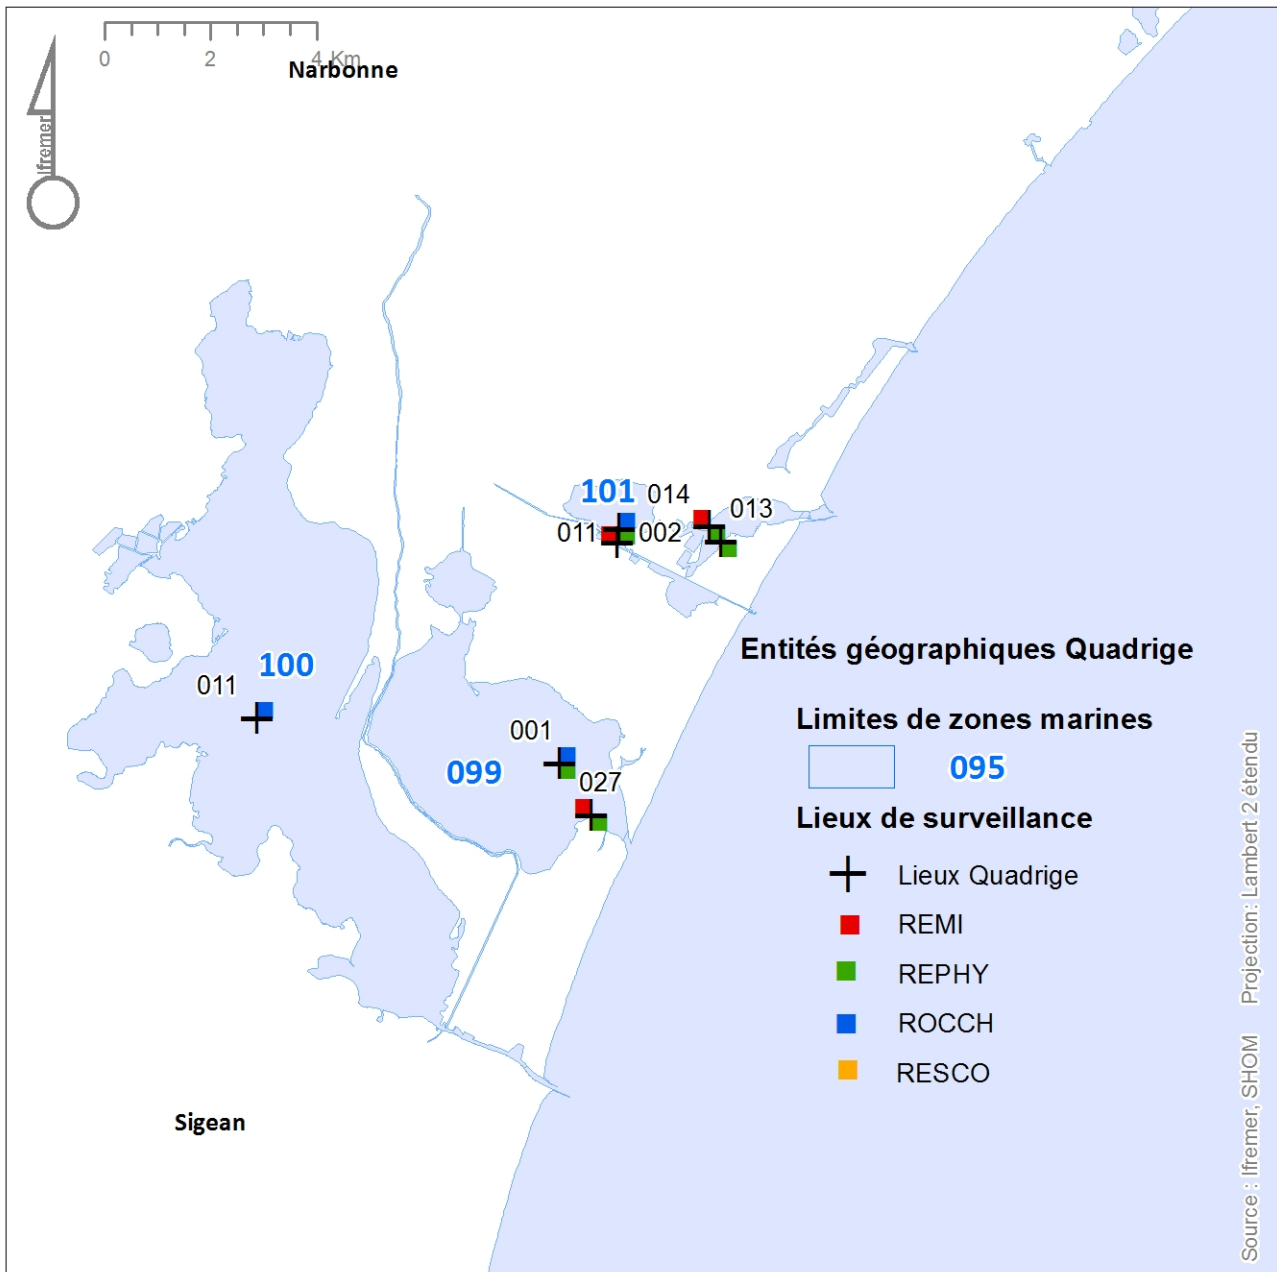 0 2 4 Km
Narbonne
Ifremer
101 014
013
011 002
100
011
001
099
027
Entités géographiques Quadrige
Limites de zones marines
095
Lieux de surveillance
Lieux Quadrige
REMI
REPHY
ROCCH
RESCO
Sigean
Source : Ifremer, SHOM Projection: Lambert 2 étendu